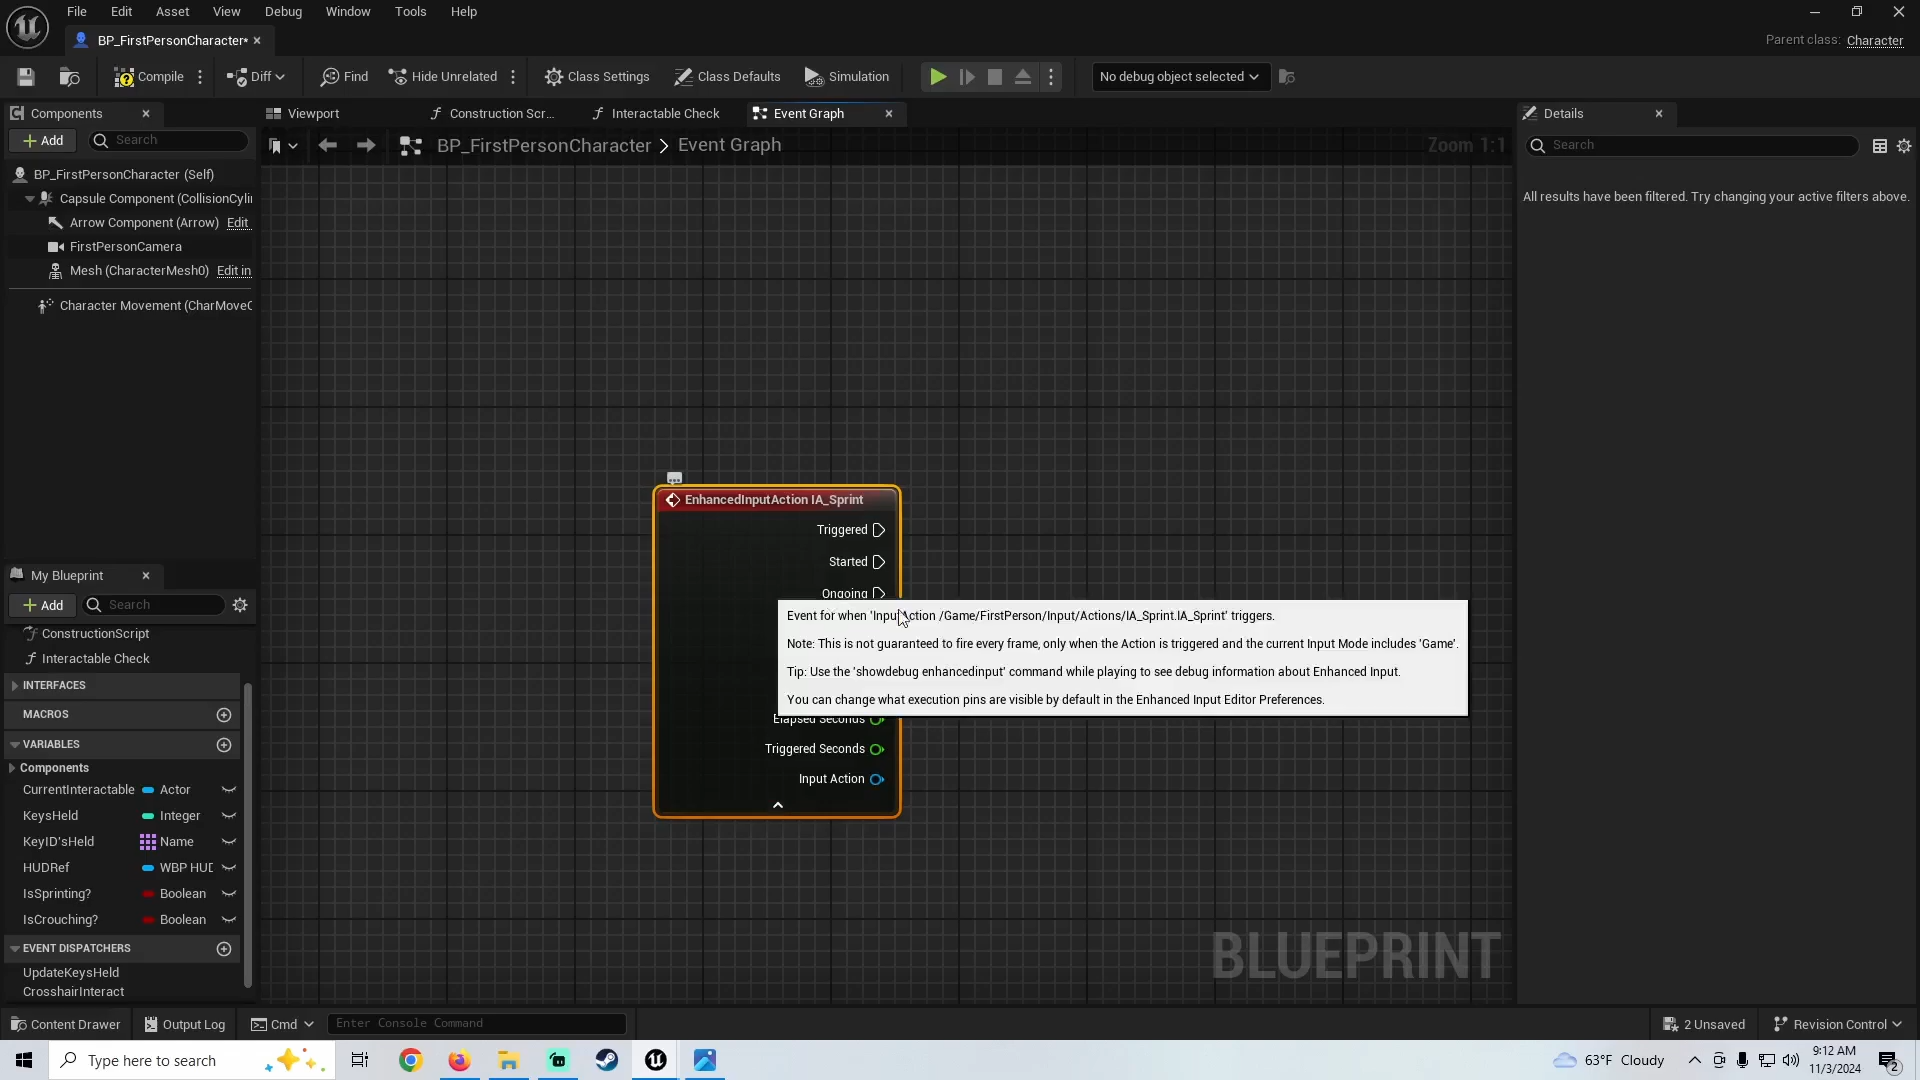 File Edit Asset View Debug Window Tools Help
BP_FirstPersonCharacter*
Parent class: Character
Compile Diff Find Hide Unrelated Class Settings Class Defaults Simulation No debug object selected
Components
Viewport Construction Scr... Interactable Check Event Graph
Details
Add Search
BP_FirstPersonCharacter > Event Graph
Zoom 1:1
Search
BP_FirstPersonCharacter (Self)
All results have been filtered. Try changing your active filters above.
Capsule Component (CollisionCyli
Arrow Component (Arrow) Edit
FirstPersonCamera
Mesh (CharacterMesh0) Edit in
Character Movement (CharMoveC
EnhancedInputAction IA_Sprint
Triggered
Started
Ongoing
Event for when 'InputAction /Game/FirstPerson/Input/Actions/IA_Sprint.IA_Sprint' triggers.
Note: This is not guaranteed to fire every frame, only when the Action is triggered and the current Input Mode includes 'Game'.
Tip: Use the 'showdebug enhancedinput' command while playing to see debug information about Enhanced Input.
You can change what execution pins are visible by default in the Enhanced Input Editor Preferences.
Elapsed Seconds
Triggered Seconds
Input Action
My Blueprint
Add Search
ConstructionScript
Interactable Check
INTERFACES
MACROS
VARIABLES
Components
CurrentInteractable Actor
KeysHeld Integer
KeyID'sHeld Name
HUDRef WBP HUD
IsSprinting? Boolean
IsCrouching? Boolean
EVENT DISPATCHERS
UpdateKeysHeld
CrosshairInteract
BLUEPRINT
Content Drawer Output Log Cmd Enter Console Command 2 Unsaved Revision Control
Type here to search
63°F Cloudy
9:12 AM
11/3/2024
2